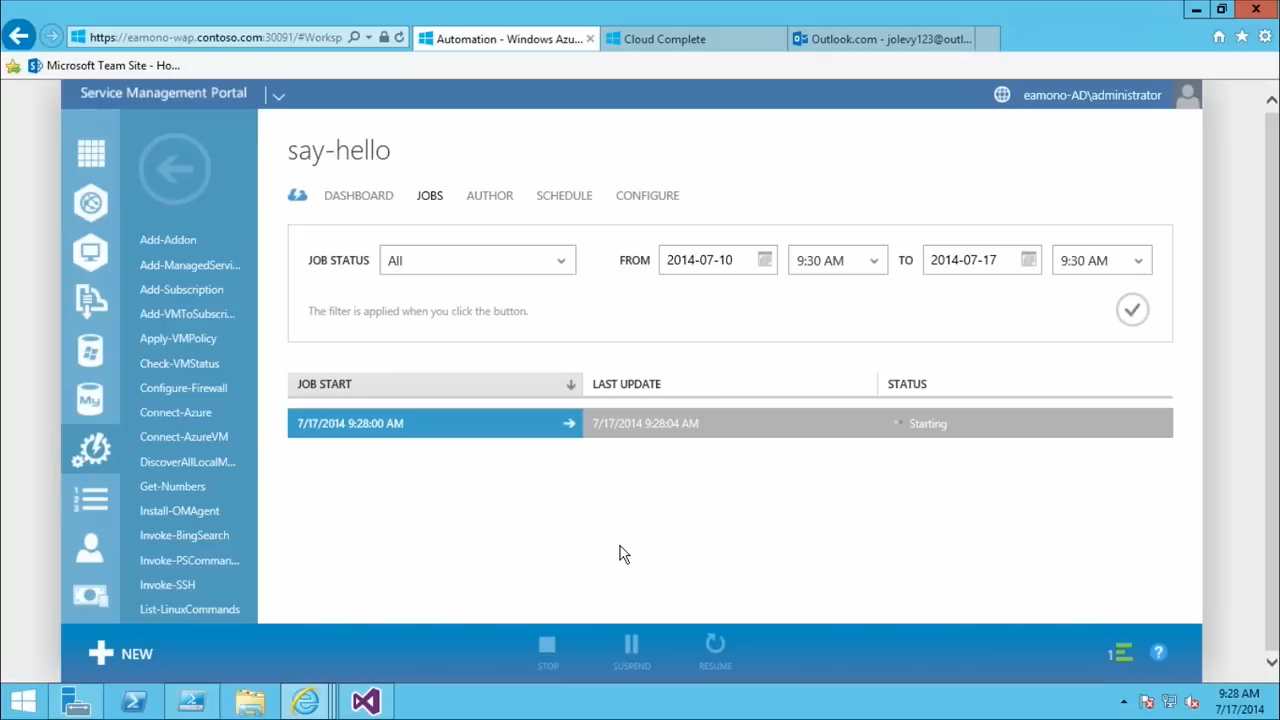 https://eamono-wap.contoso.com:30091/#Worksp
Automation - Windows Azu...
Cloud Complete
Outlook.com - jolevy123@outl...
Microsoft Team Site - Ho...
Service Management Portal
eamono-AD\administrator
say-hello
DASHBOARD
JOBS
AUTHOR
SCHEDULE
CONFIGURE
JOB STATUS
All
FROM
2014-07-10
9:30 AM
TO
2014-07-17
9:30 AM
The filter is applied when you click the button.
JOB START
LAST UPDATE
STATUS
7/17/2014 9:28:00 AM
7/17/2014 9:28:04 AM
Starting
Add-Addon
Add-ManagedServi...
Add-Subscription
Add-VMToSubscri...
Apply-VMPolicy
Check-VMStatus
Configure-Firewall
My
Connect-Azure
Connect-AzureVM
DiscoverAllLocalM...
Get-Numbers
Install-OMAgent
Invoke-BingSearch
Invoke-PSComman...
Invoke-SSH
List-LinuxCommands
NEW
STOP
SUSPEND
RESUME
1
9:28 AM
7/17/2014